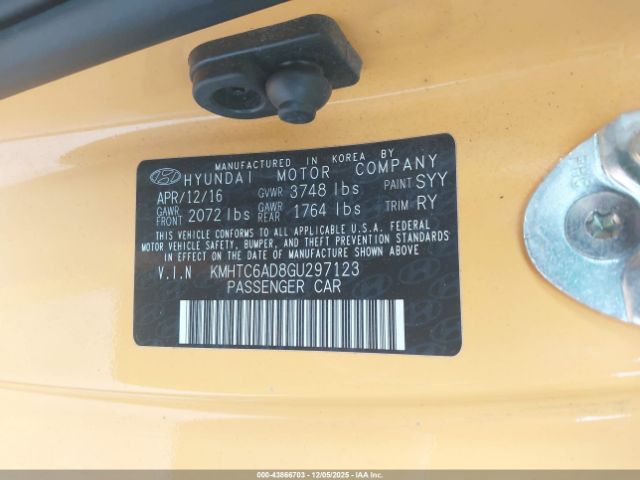 MANUFACTURED IN KOREA BY
HYUNDAI MOTOR COMPANY
APR/12/16 GVWR 3748 lbs PAINT SYY
GAWR FRONT 2072 lbs GAWR REAR 1764 lbs TRIM RY
THIS VEHICLE CONFORMS TO ALL APPLICABLE U.S.A. FEDERAL
MOTOR VEHICLE SAFETY, BUMPER, AND THEFT PREVENTION
STANDARDS IN EFFECT ON THE DATE OF MANUFACTURE SHOWN ABOVE
V.I.N KMHTC6AD8GU297123
PASSENGER CAR
000-43866703 - 12/05/2025 - IAAI.COM